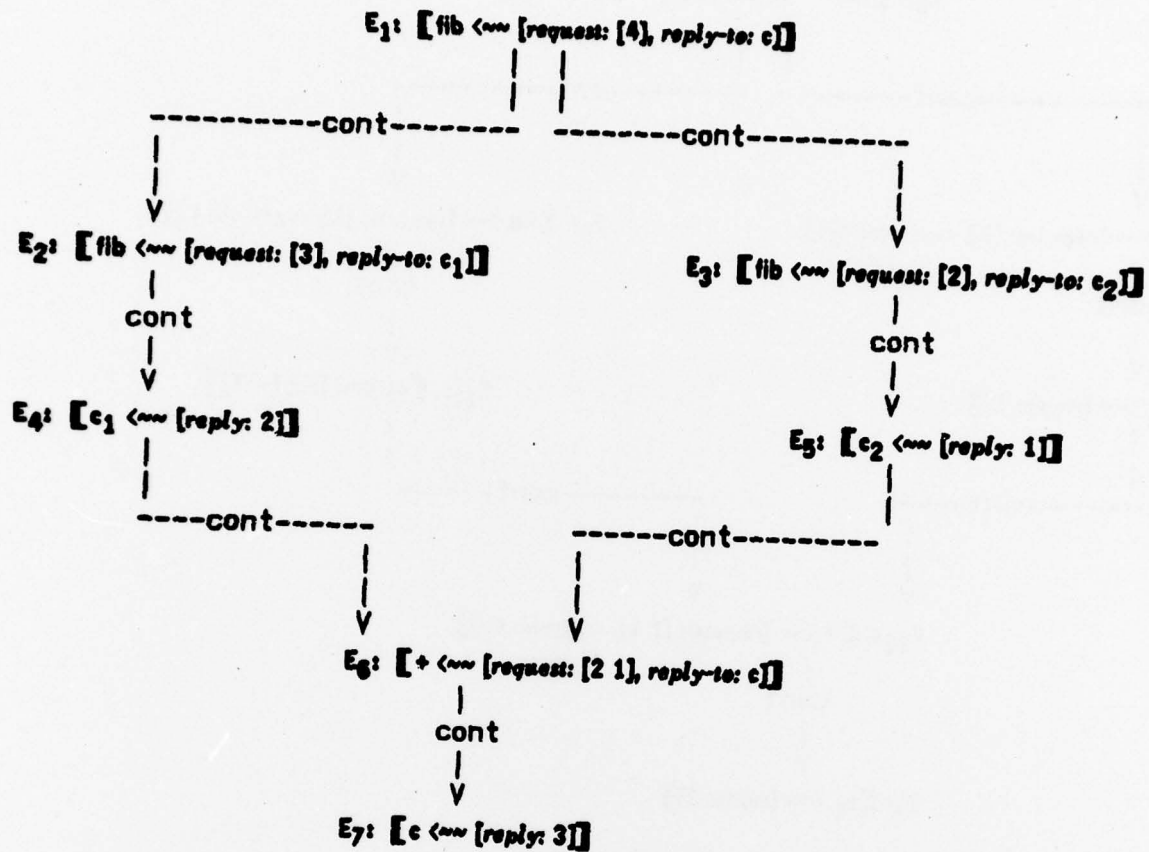 E₁: [[fib <~~ [request: [4], reply-to: c]]]
----------cont-------- --------cont----------
E₂: [[fib <~~ [request: [3], reply-to: c₁]]]
E₃: [[fib <~~ [request: [2], reply-to: c₂]]]
cont
cont
E₄: [[c₁ <~~ [reply: 2]]]
E₅: [[c₂ <~~ [reply: 1]]]
----cont------
------cont---------
E₆: [[+ <~~ [request: [2 1], reply-to: c]]]
cont
E₇: [[c <~~ [reply: 3]]]